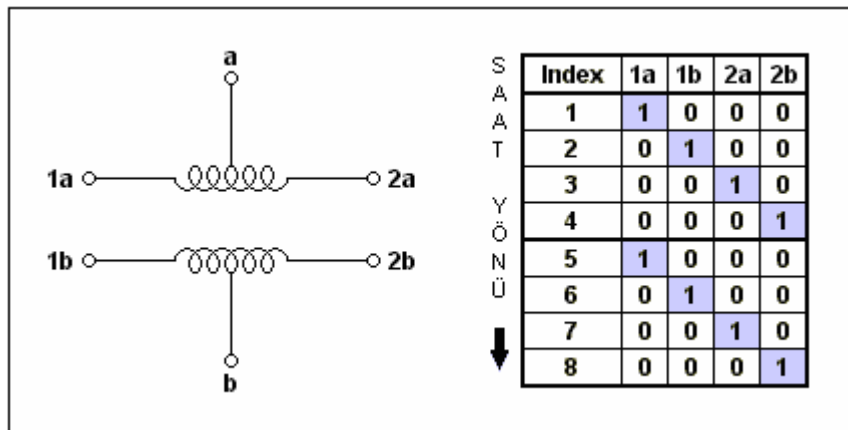 a
1a 2a
1b 2b
b
SAAT YÖNÜ
Index 1a 1b 2a 2b
1 1 0 0 0
2 0 1 0 0
3 0 0 1 0
4 0 0 0 1
5 1 0 0 0
6 0 1 0 0
7 0 0 1 0
8 0 0 0 1